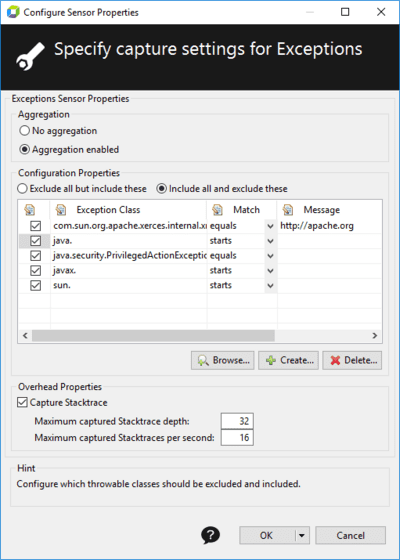 Configure Sensor Properties
Specify capture settings for Exceptions
Exceptions Sensor Properties
Aggregation
No aggregation
Aggregation enabled
Configuration Properties
Exclude all but include these Include all and exclude these
Exception Class Match Message
com.sun.org.apache.xerces.internal.xn equals http://apache.org
java. starts
java.security.PrivilegedActionExceptic equals
javax. starts
sun. starts
Browse... Create... Delete...
Overhead Properties
Capture Stacktrace
Maximum captured Stacktrace depth: 32
Maximum captured Stacktraces per second: 16
Hint
Configure which throwable classes should be excluded and included.
? OK Cancel